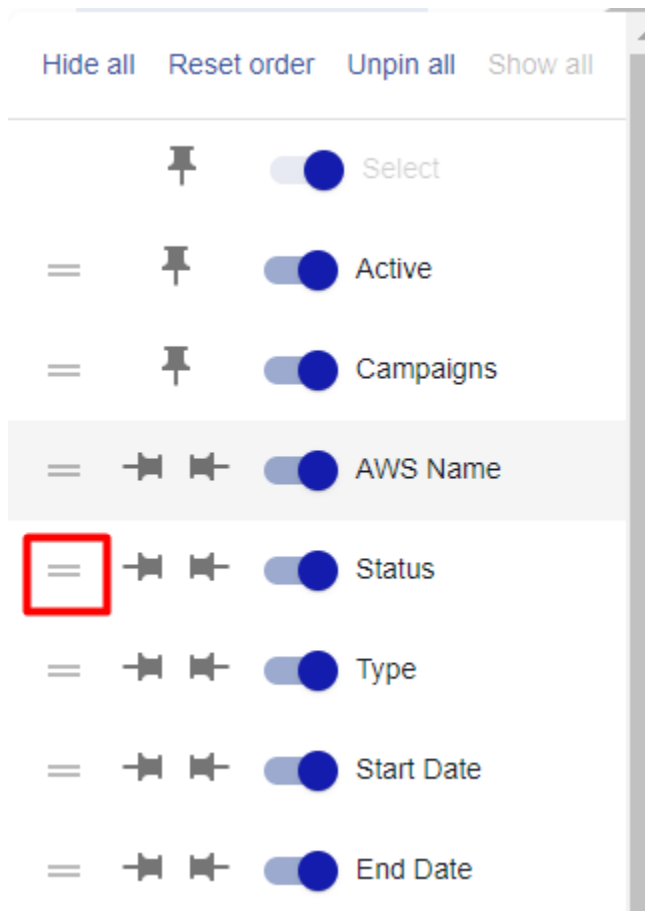 Hide all Reset order Unpin all Show all
Select
Active
Campaigns
AWS Name
Status
Type
Start Date
End Date